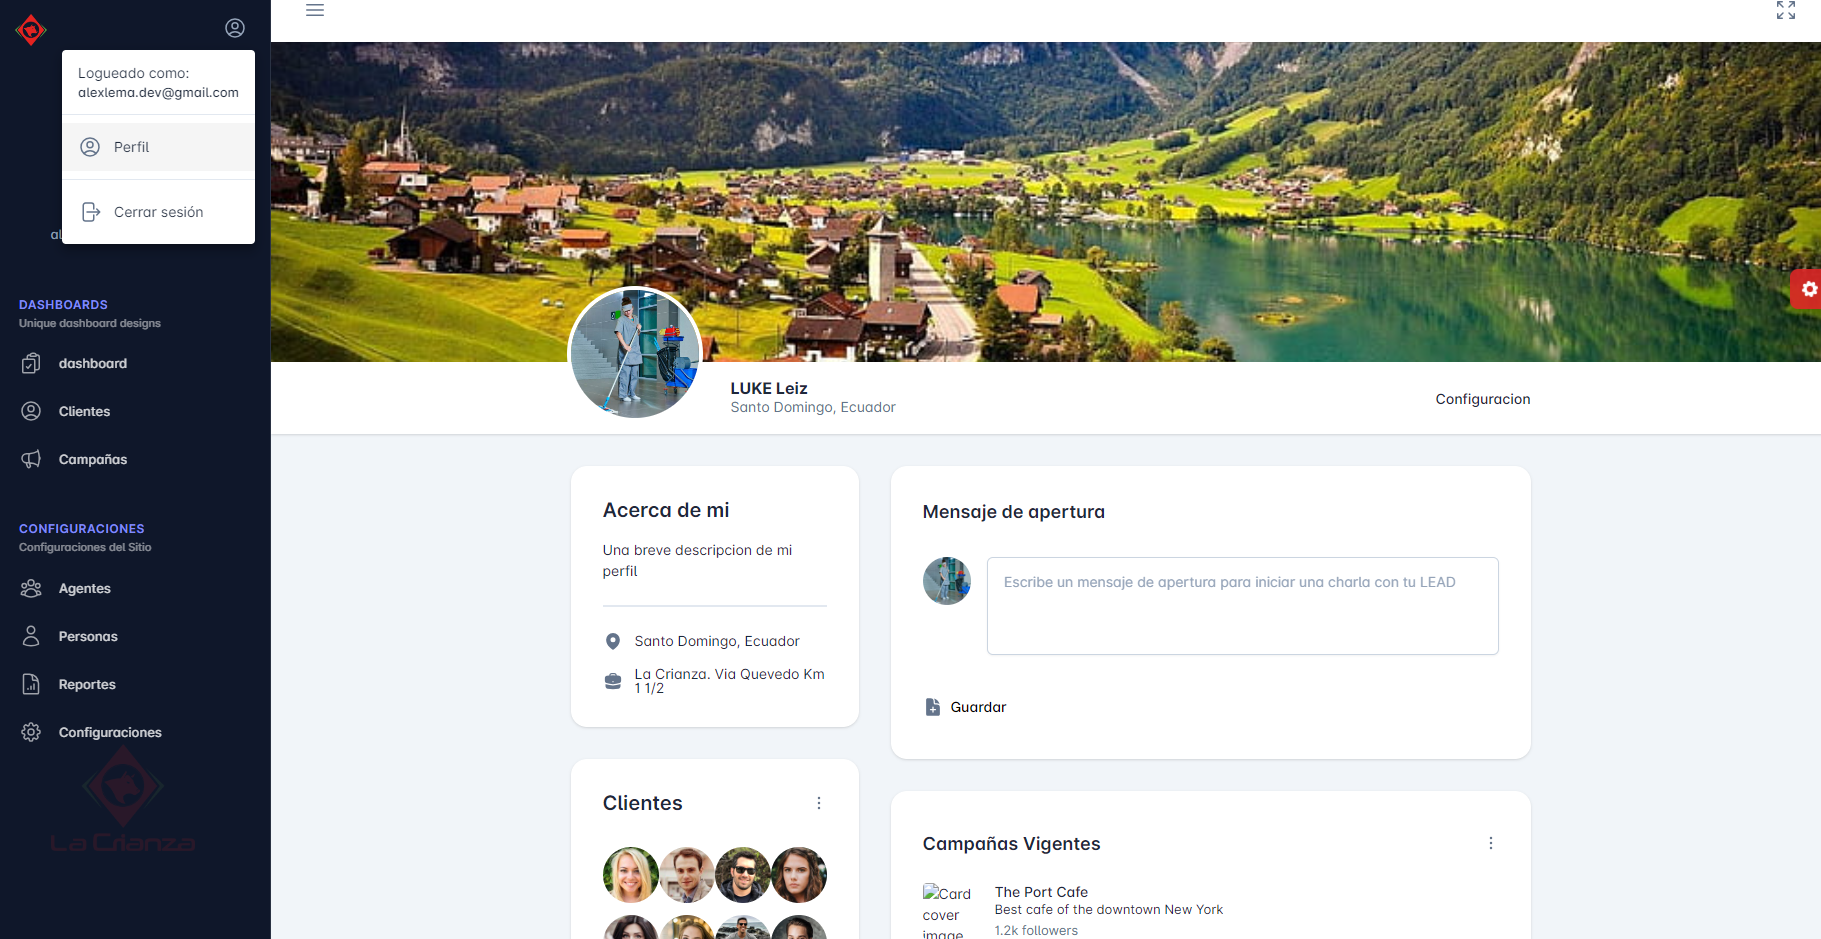 Logueado como:
alexlema.dev@gmail.com
Perfil
Cerrar sesión
al
DASHBOARDS
Unique dashboard designs
dashboard
Clientes
Campañas
CONFIGURACIONES
Configuraciones del Sitio
Agentes
Personas
Reportes
Configuraciones
La Crianza
LUKE Leiz
Santo Domingo, Ecuador
Configuracion
Acerca de mi
Una breve descripcion de mi
perfil
Santo Domingo, Ecuador
La Crianza. Via Quevedo Km
1 1/2
Clientes
Mensaje de apertura
Escribe un mensaje de apertura para iniciar una charla con tu LEAD
Guardar
Campañas Vigentes
Card
cover
image
The Port Cafe
Best cafe of the downtown New York
1.2k followers